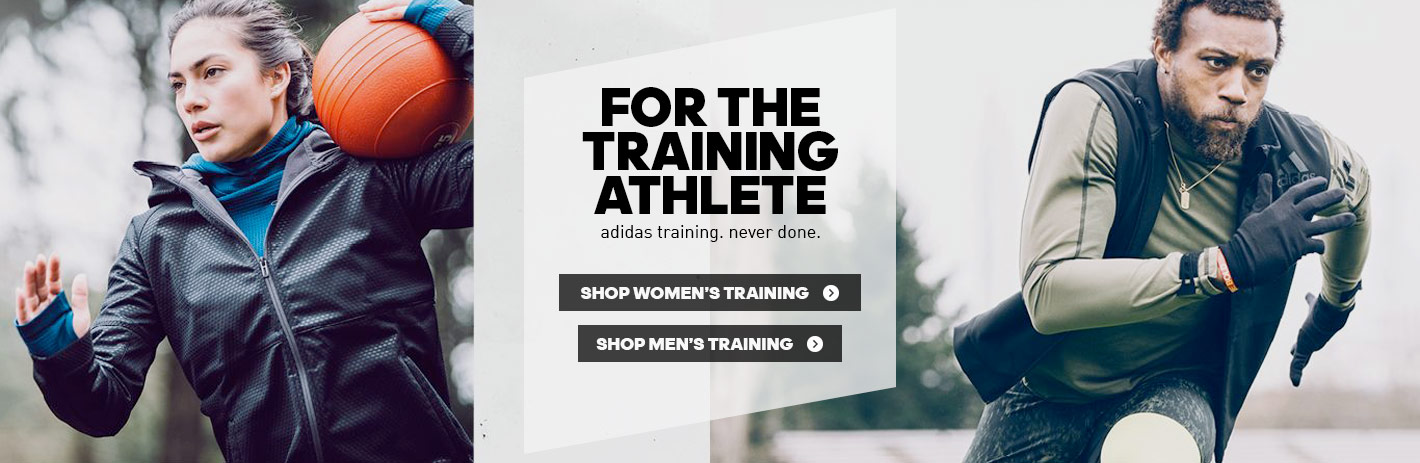 FOR THE
TRAINING
ATHLETE
adidas training. never done.
SHOP WOMEN'S TRAINING
SHOP MEN'S TRAINING
adidas